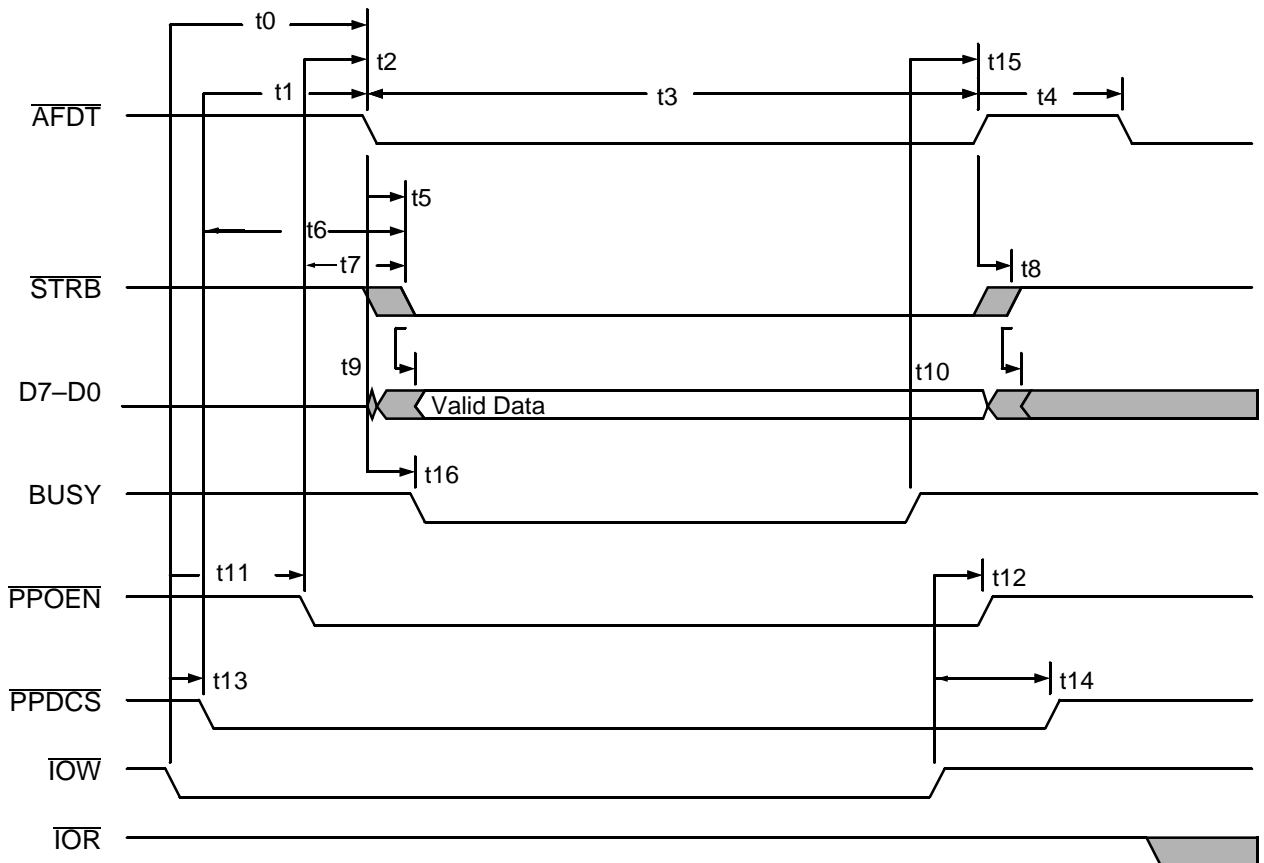 t0
t2
t15
t1
t3
t4
AFDT
t5
t6
t7
t8
STRB
t9
t10
D7–D0
Valid Data
t16
BUSY
t11
t12
PPOEN
t13
t14
PPDCS
IOW
IOR